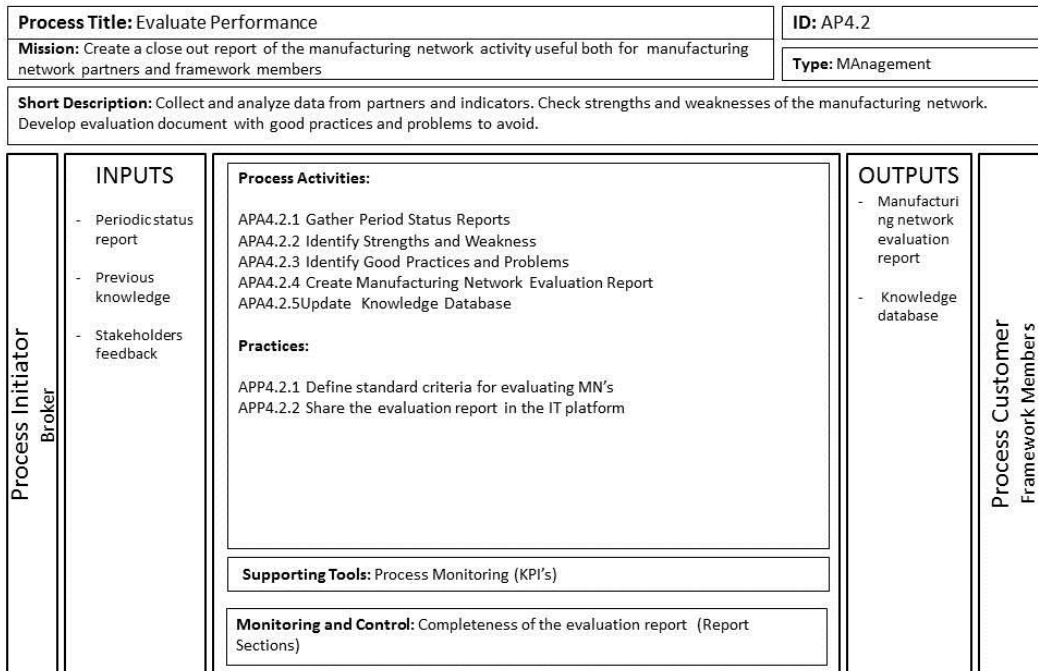 Process Title: Evaluate Performance
ID: AP4.2
Mission: Create a close out report of the manufacturing network activity useful both for manufacturing
network partners and framework members
Type: MAnagement
Short Description: Collect and analyze data from partners and indicators. Check strengths and weaknesses of the manufacturing network.
Develop evaluation document with good practices and problems to avoid.
Process Initiator
Broker
INPUTS
- Periodic status
report
- Previous
knowledge
- Stakeholders
feedback
Process Activities:
APA4.2.1 Gather Period Status Reports
APA4.2.2 Identify Strengths and Weakness
APA4.2.3 Identify Good Practices and Problems
APA4.2.4 Create Manufacturing Network Evaluation Report
APA4.2.5Update Knowledge Database
Practices:
APP4.2.1 Define standard criteria for evaluating MN's
APP4.2.2 Share the evaluation report in the IT platform
Supporting Tools: Process Monitoring (KPI's)
Monitoring and Control: Completeness of the evaluation report (Report
Sections)
OUTPUTS
- Manufacturi
ng network
evaluation
report
- Knowledge
database
Process Customer
Framework Members